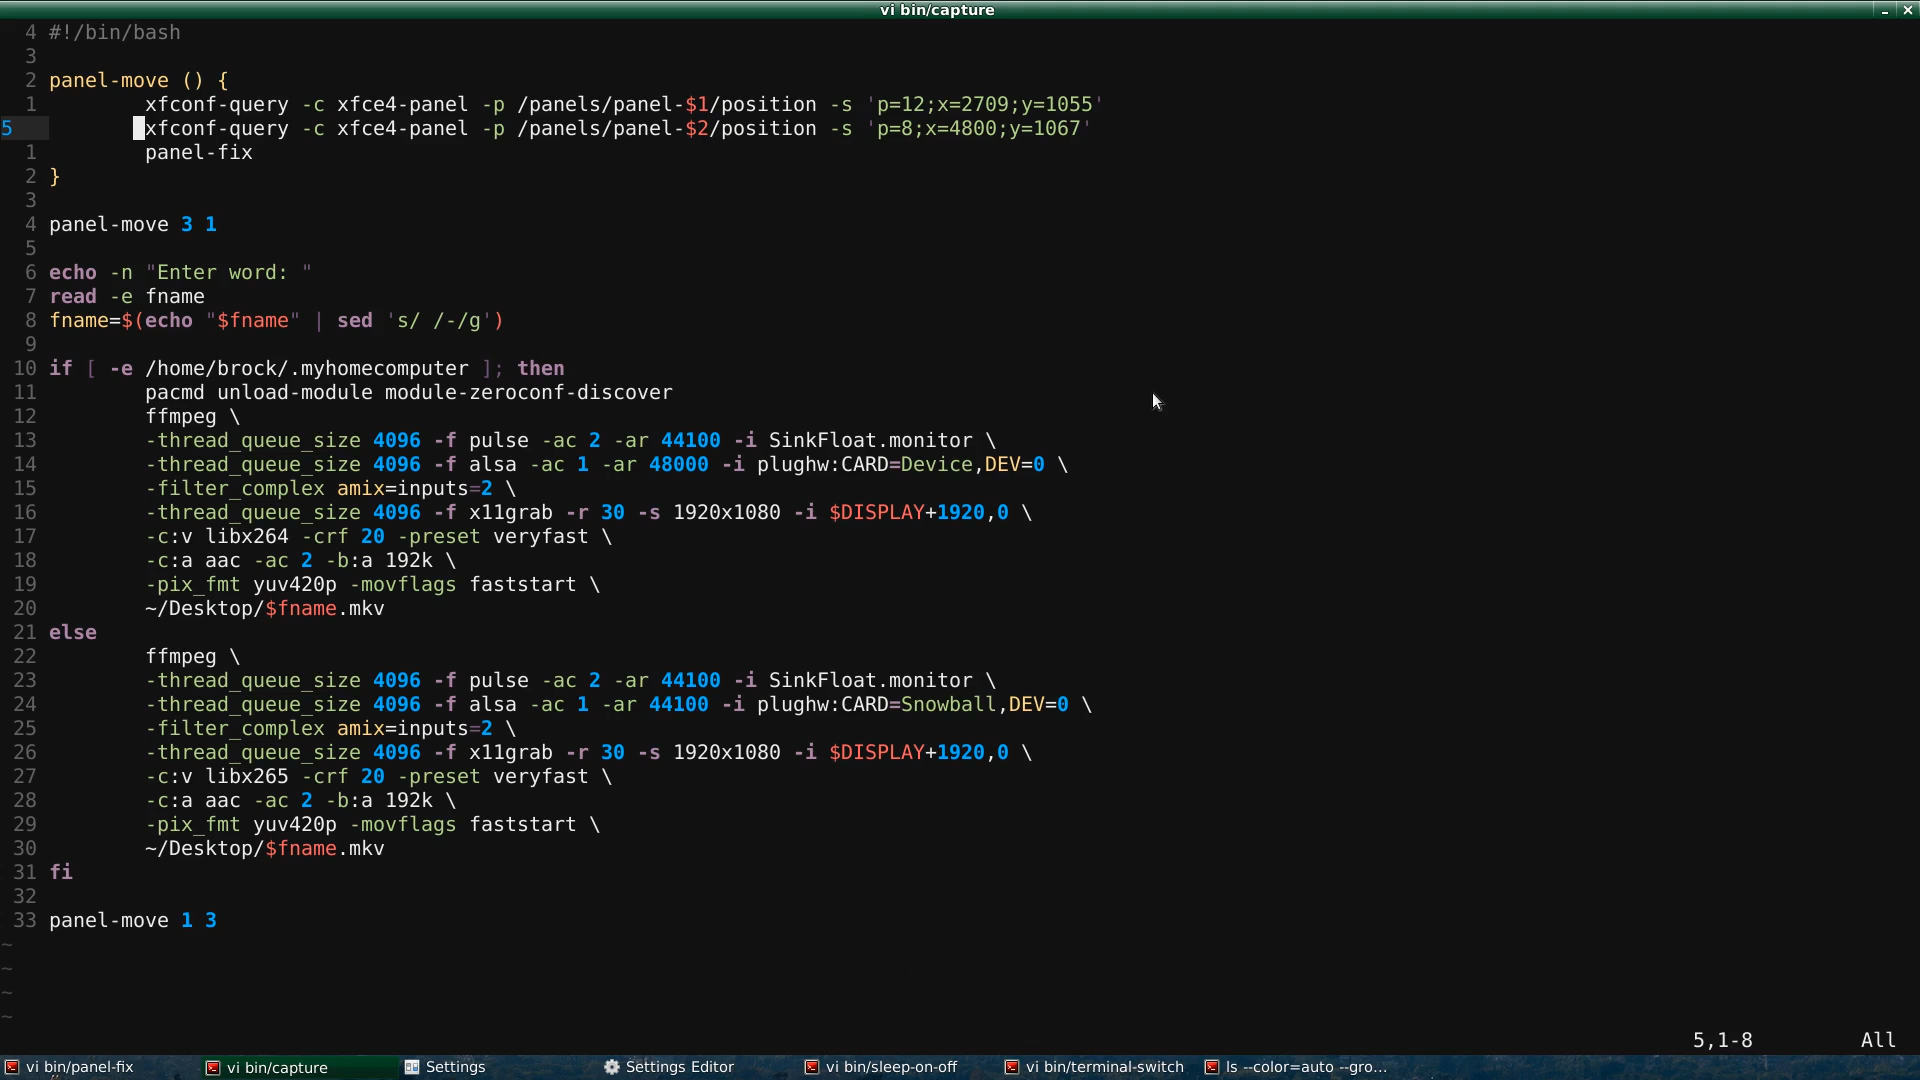 vi bin/capture
4 #!/bin/bash
3
2 panel-move () {
1         xfconf-query -c xfce4-panel -p /panels/panel-$1/position -s 'p=12;x=2709;y=1055'
5         xfconf-query -c xfce4-panel -p /panels/panel-$2/position -s 'p=8;x=4800;y=1067'
1         panel-fix
2 }
3
4 panel-move 3 1
5
6 echo -n "Enter word: "
7 read -e fname
8 fname=$(echo "$fname" | sed 's/ /-/g')
9
10 if [ -e /home/brock/.myhomecomputer ]; then
11         pacmd unload-module module-zeroconf-discover
12         ffmpeg \
13         -thread_queue_size 4096 -f pulse -ac 2 -ar 44100 -i SinkFloat.monitor \
14         -thread_queue_size 4096 -f alsa -ac 1 -ar 48000 -i plughw:CARD=Device,DEV=0 \
15         -filter_complex amix=inputs=2 \
16         -thread_queue_size 4096 -f x11grab -r 30 -s 1920x1080 -i $DISPLAY+1920,0 \
17         -c:v libx264 -crf 20 -preset veryfast \
18         -c:a aac -ac 2 -b:a 192k \
19         -pix_fmt yuv420p -movflags faststart \
20         ~/Desktop/$fname.mkv
21 else
22         ffmpeg \
23         -thread_queue_size 4096 -f pulse -ac 2 -ar 44100 -i SinkFloat.monitor \
24         -thread_queue_size 4096 -f alsa -ac 1 -ar 44100 -i plughw:CARD=Snowball,DEV=0 \
25         -filter_complex amix=inputs=2 \
26         -thread_queue_size 4096 -f x11grab -r 30 -s 1920x1080 -i $DISPLAY+1920,0 \
27         -c:v libx265 -crf 20 -preset veryfast \
28         -c:a aac -ac 2 -b:a 192k \
29         -pix_fmt yuv420p -movflags faststart \
30         ~/Desktop/$fname.mkv
31 fi
32
33 panel-move 1 3
~
~
~
~
5,1-8 All
vi bin/panel-fix vi bin/capture Settings Settings Editor vi bin/sleep-on-off vi bin/terminal-switch ls --color=auto --gro...